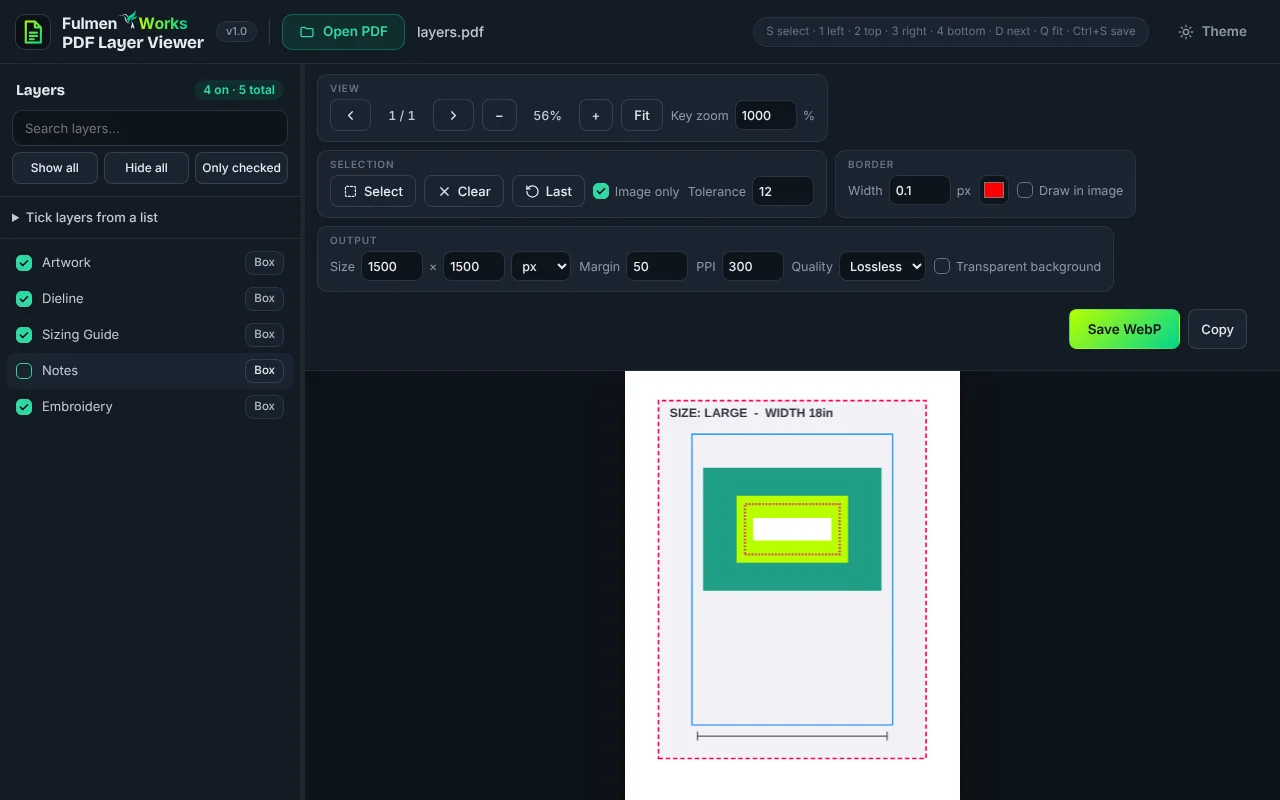 Fulmen Works
PDF Layer Viewer
v1.0
Open PDF
layers.pdf
S select · 1 left · 2 top · 3 right · 4 bottom · D next · Q fit · Ctrl+S save
Theme
Layers
4 on · 5 total
Search layers...
Show all
Hide all
Only checked
Tick layers from a list
Artwork Box
Dieline Box
Sizing Guide Box
Notes Box
Embroidery Box
VIEW
1 / 1
−
56%
+
Fit
Key zoom 1000 %
SELECTION
Select
Clear
Last
Image only
Tolerance 12
BORDER
Width 0.1 px
Draw in image
OUTPUT
Size 1500 × 1500 px
Margin 50
PPI 300
Quality Lossless
Transparent background
Save WebP
Copy
SIZE: LARGE - WIDTH 18in